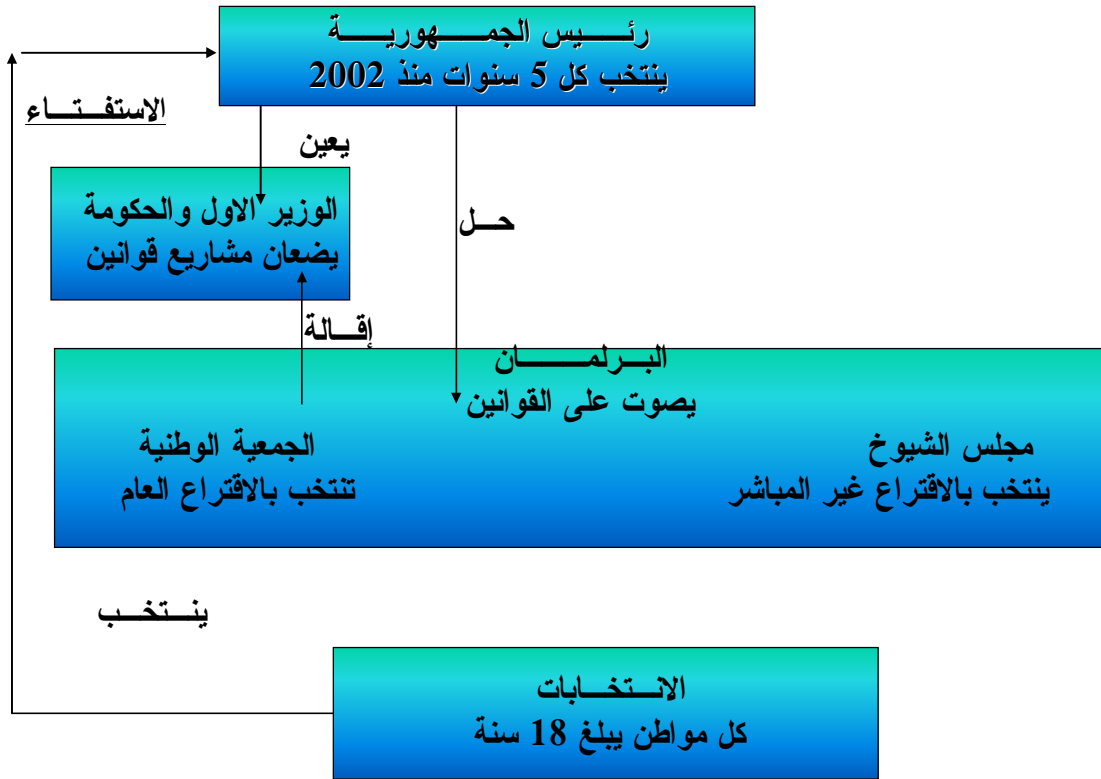 رئـــــيس الجمـــــهوريـــــة
ينتخب كل 5 سنوات منذ 2002
الاستفـــتـــاء
يعين
الوزير الاول والحكومة
يضعان مشاريع قوانين
حـــل
إقـــالة
البـــرلمـــــــان
يصوت على القوانين
مجلس الشيوخ
ينتخب بالاقتراع غير المباشر
الجمعية الوطنية
تنتخب بالاقتراع العام
ينـــتخـــب
الانـــتخـــابات
كل مواطن يبلغ 18 سنة